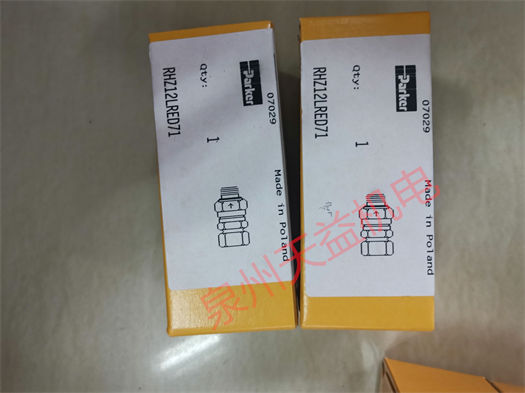 Parker
07029
RHZ12LRED71
Qty:
1
Made in Poland
Parker
07029
RHZ12LRED71
Qty:
1
Made in Poland
泉州天益机电